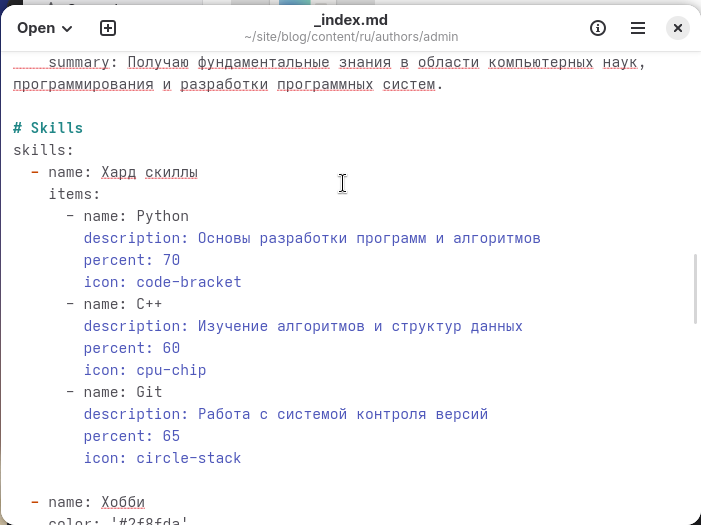 Open
_index.md
~/site/blog/content/ru/authors/admin
summary: Получаю фундаментальные знания в области компьютерных наук,
программирования и разработки программных систем.
# Skills
skills:
  - name: Хард скиллы
    items:
      - name: Python
        description: Основы разработки программ и алгоритмов
        percent: 70
        icon: code-bracket
      - name: C++
        description: Изучение алгоритмов и структур данных
        percent: 60
        icon: cpu-chip
      - name: Git
        description: Работа с системой контроля версий
        percent: 65
        icon: circle-stack
  - name: Хобби
    color: '#2f8fda'